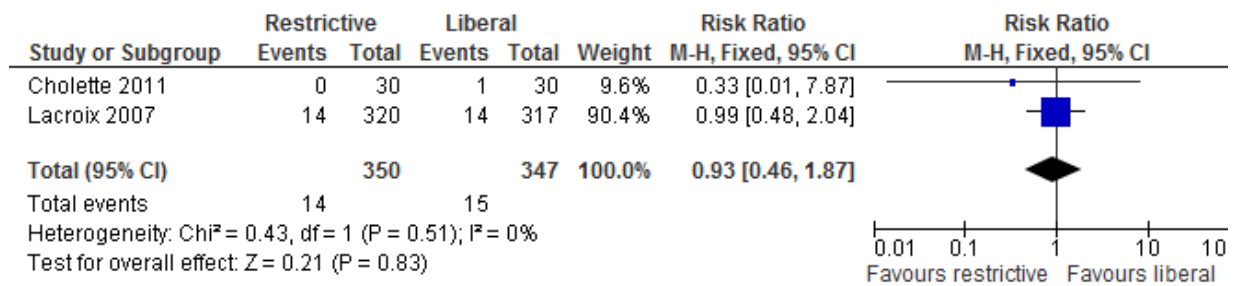 Restrictive Liberal Risk Ratio Risk Ratio
Study or Subgroup Events Total Events Total Weight M-H, Fixed, 95% CI M-H, Fixed, 95% CI
Cholette 2011 0 30 1 30 9.6% 0.33 [0.01, 7.87]
Lacroix 2007 14 320 14 317 90.4% 0.99 [0.48, 2.04]
Total (95% CI) 350 347 100.0% 0.93 [0.46, 1.87]
Total events 14 15
Heterogeneity: Chi² = 0.43, df = 1 (P = 0.51); I² = 0%
Test for overall effect: Z = 0.21 (P = 0.83)
0.01 0.1 1 10 10
Favours restrictive Favours liberal